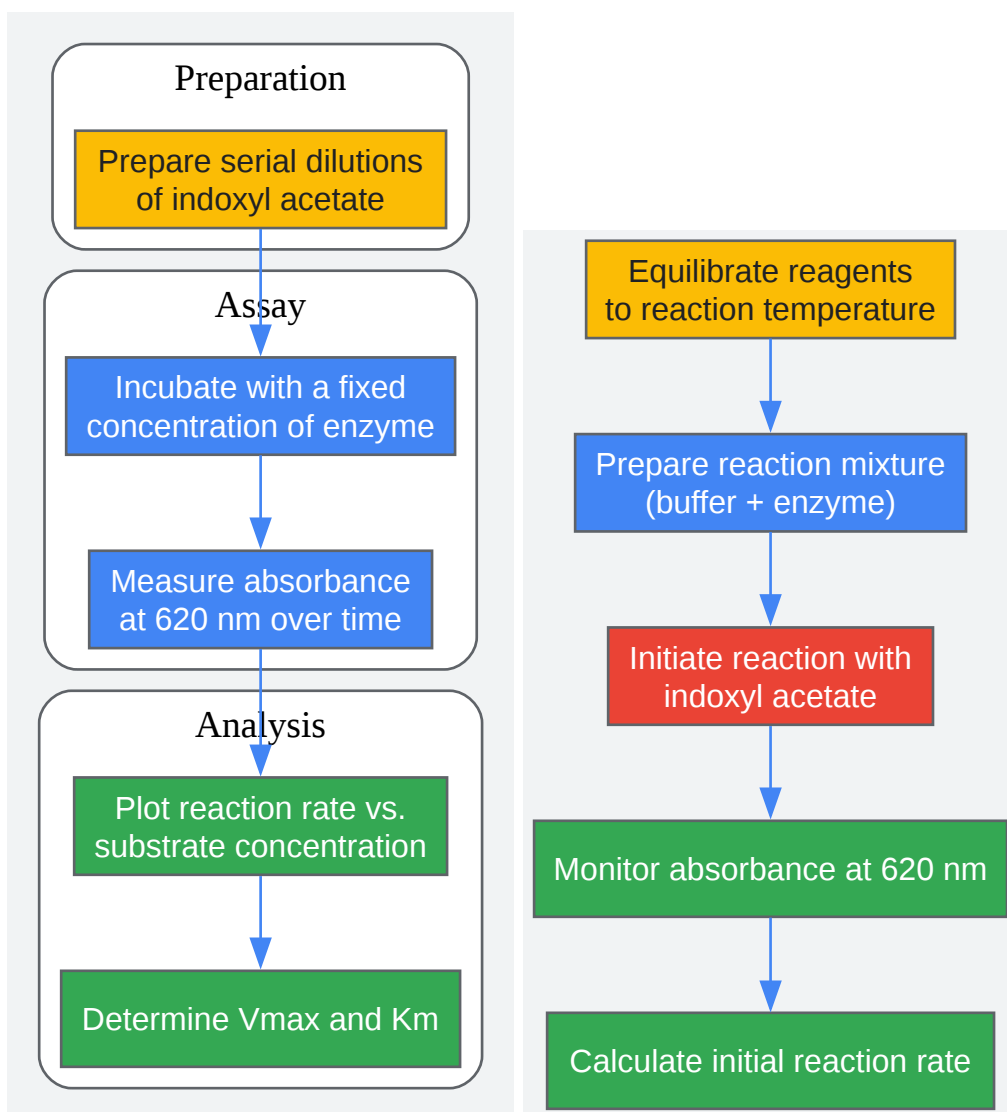 Preparation
Prepare serial dilutions
of indoxyl acetate
Assay
Incubate with a fixed
concentration of enzyme
Measure absorbance
at 620 nm over time
Analysis
Plot reaction rate vs.
substrate concentration
Determine Vmax and Km
Equilibrate reagents
to reaction temperature
Prepare reaction mixture
(buffer + enzyme)
Initiate reaction with
indoxyl acetate
Monitor absorbance at 620 nm
Calculate initial reaction rate